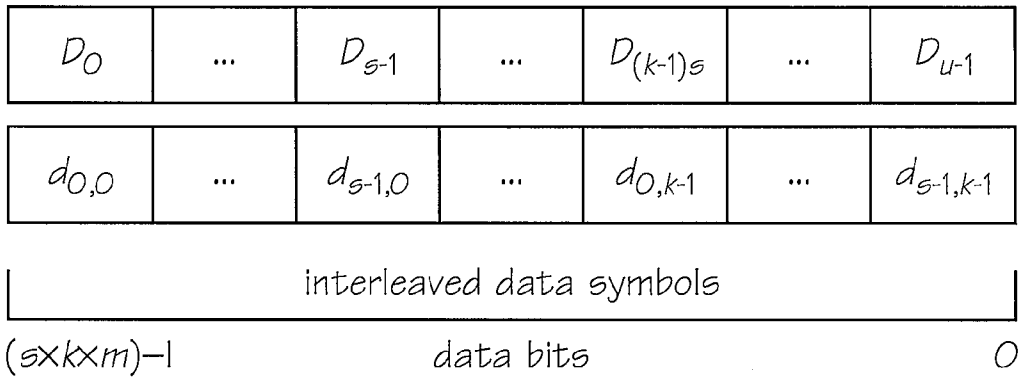 D0 ... Ds-1 ... D(k-1)s ... Du-1
d0,0 ... ds-1,0 ... d0,k-1 ... ds-1,k-1
interleaved data symbols
(s×k×m)−1 data bits 0